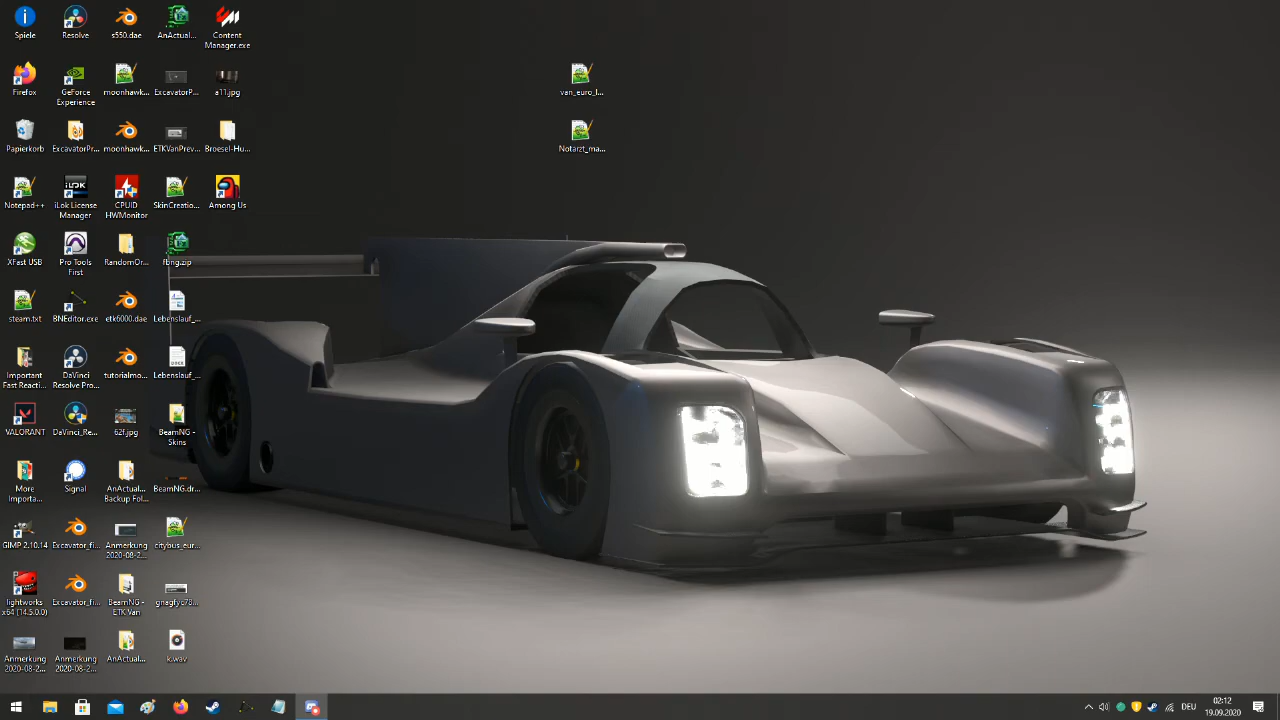 Spiele
Resolve
s550.dae
AnActual...
Content
Manager.exe
Firefox
GeForce
Experience
moonhawk...
ExcavatorP...
a11.jpg
van_euro_l...
Papierkorb
ExcavatorPr...
moonhawk...
ETKVanPrev...
Broesel-Hu...
Notarzt_ma...
Notepad++
iLok License
Manager
CPUID
HWMonitor
SkinCreatio...
Among Us
XFast USB
Pro Tools
First
RandomOr...
fbng.zip
steam.txt
BNEditor.exe
etk6000.dae
Lebenslauf_...
Important
Fast Reacti...
DaVinci
Resolve Pro...
tutorialmo...
Lebenslauf_...
VALORANT
DaVinci_Re...
62f.jpg
BeamNG -
Skins
More
Importa...
Signal
AnActual...
Backup Fol...
BeamNG.dr...
GIMP 2.10.14
Excavator_fi...
Anmerkung
2020-08-2...
citybus_eur...
lightworks
x64 (14.5.0.0)
Excavator_fi...
BeamNG -
ETK Van
gnagfyc78...
Anmerkung
2020-08-2...
Anmerkung
2020-08-2...
AnActual...
k.wav
DEU
02:12
19.09.2020